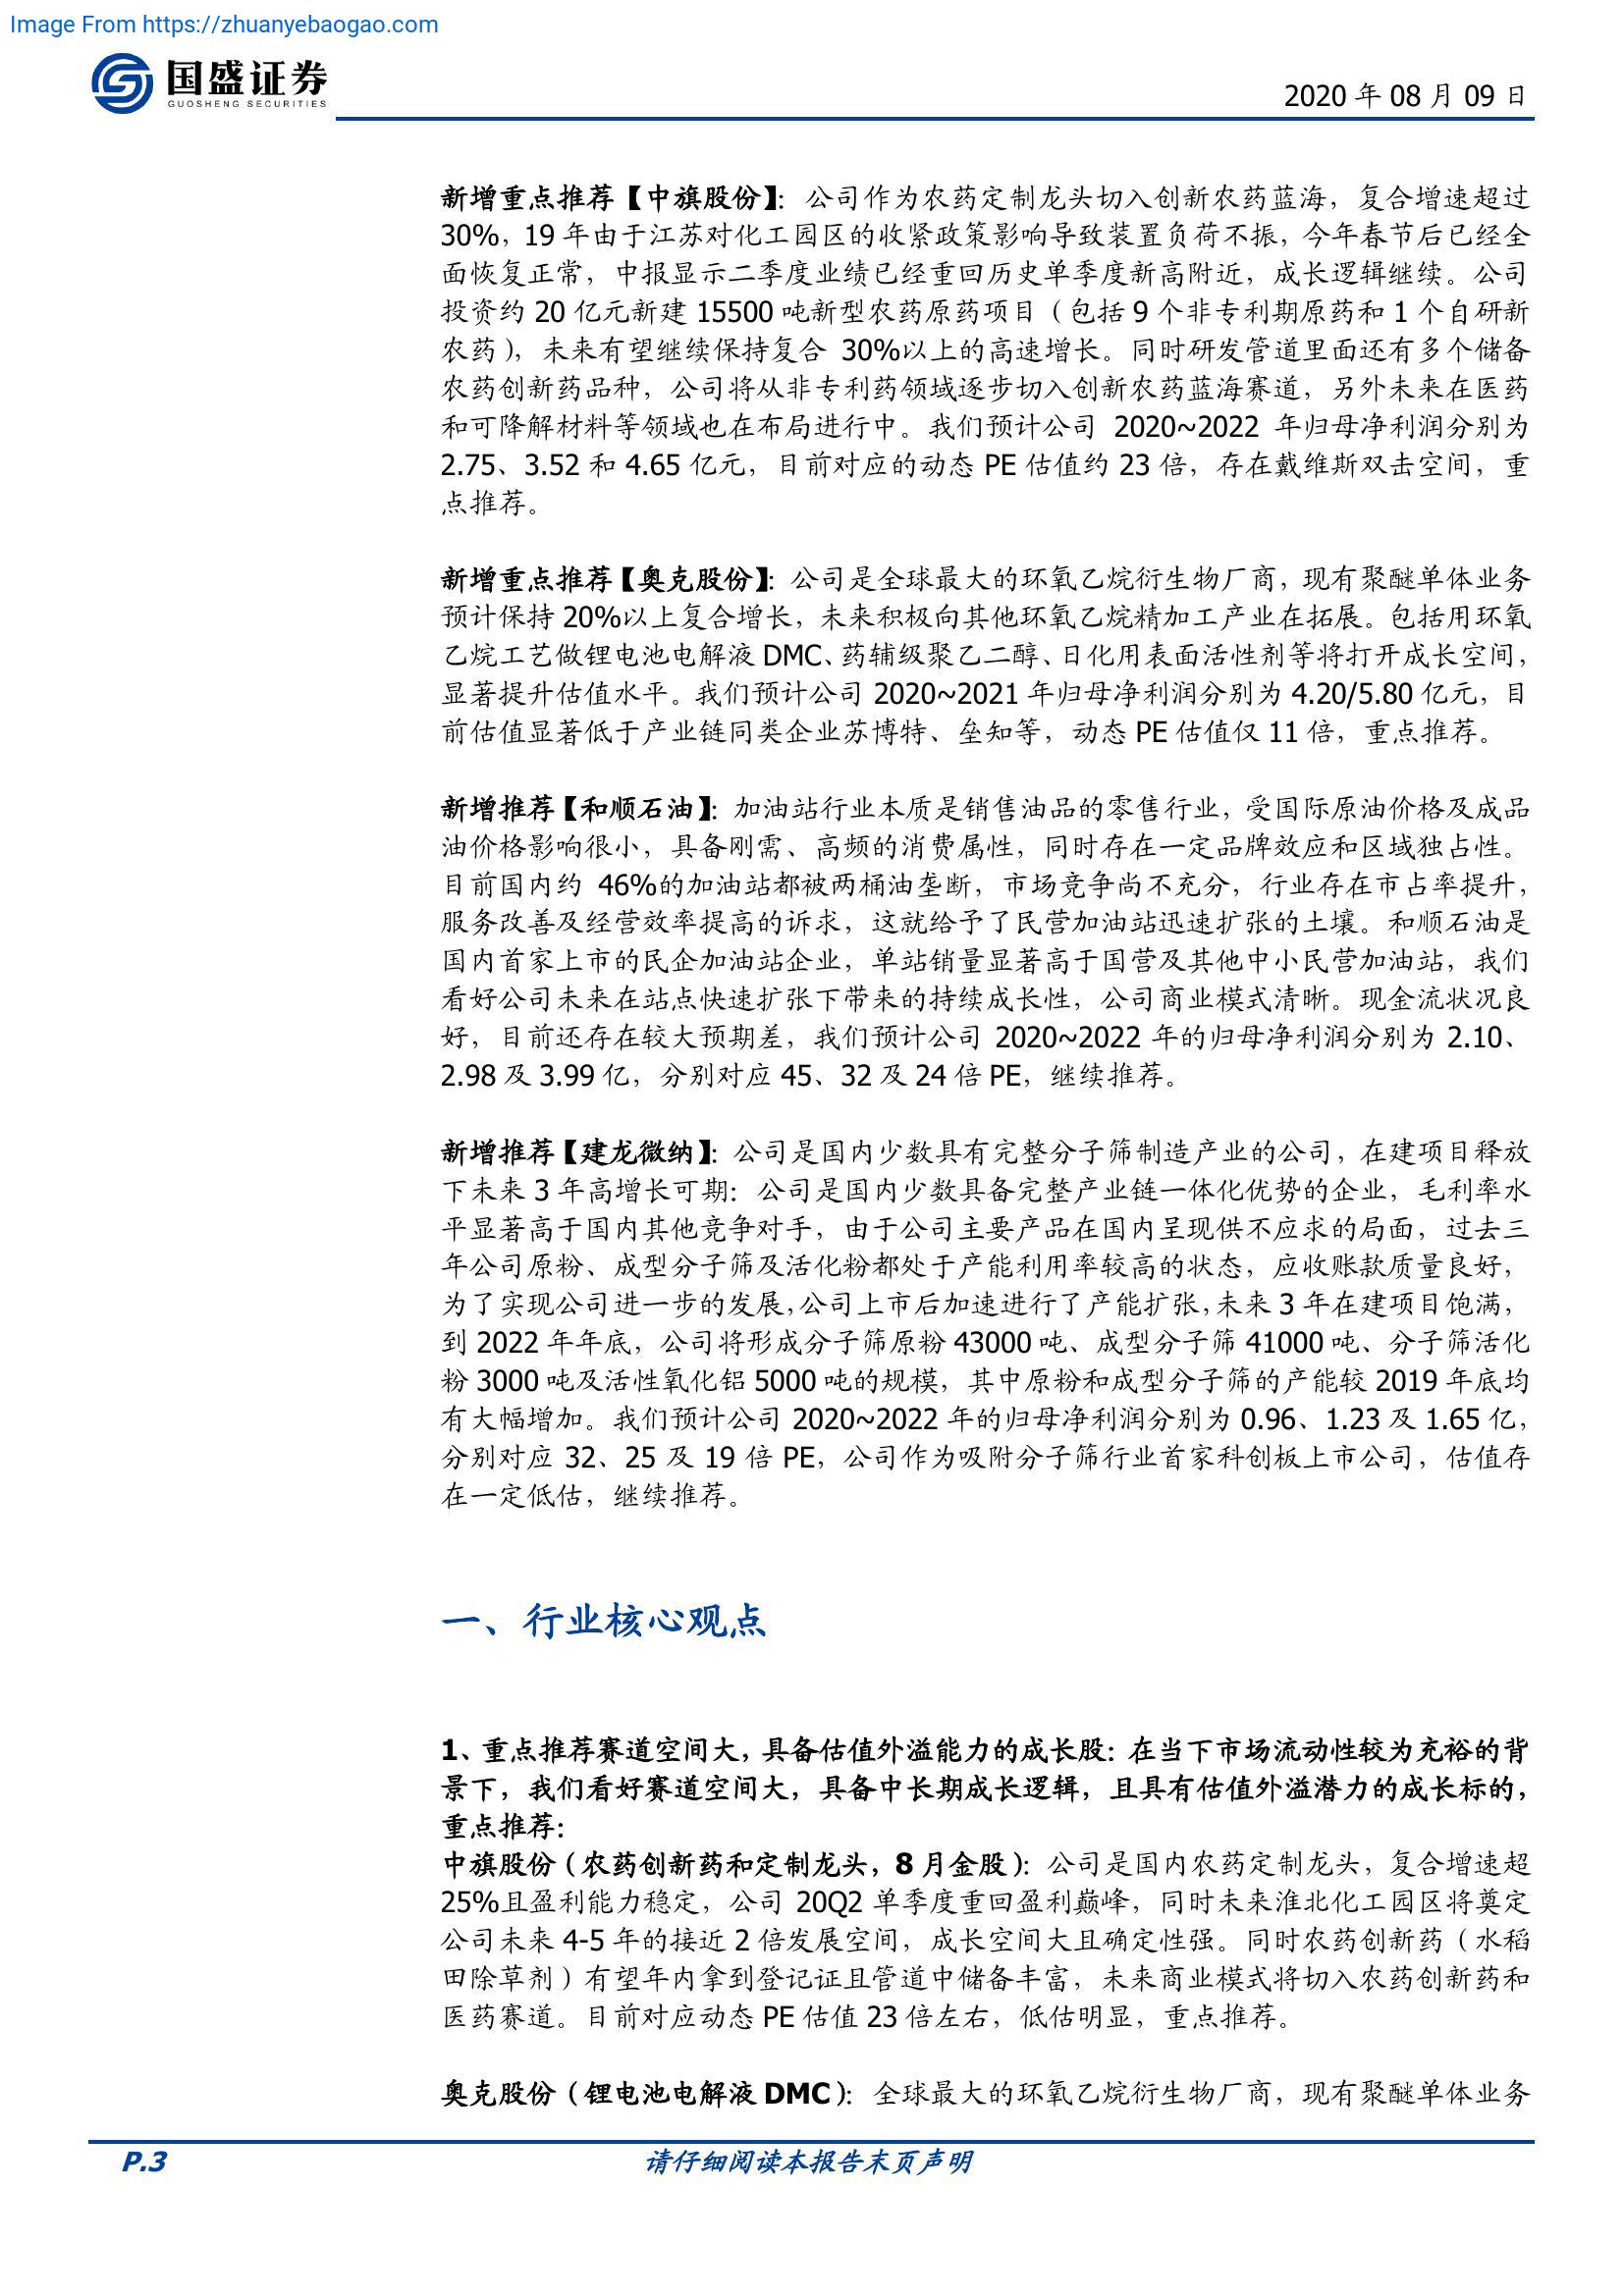 Image From https://zhuanyebaogao.com
国盛证券
GUOSHENG SECURITIES
2020 年 08 月 09 日
新增重点推荐【中旗股份】：公司作为农药定制龙头切入创新农药蓝海，复合增速超过
30%，19 年由于江苏对化工园区的收紧政策影响导致装置负荷不振，今年春节后已经全
面恢复正常，中报显示二季度业绩已经重回历史单季度新高附近，成长逻辑继续。公司
投资约 20 亿元新建 15500 吨新型农药原药项目（包括 9 个非专利期原药和 1 个自研新
农药），未来有望继续保持复合 30%以上的高速增长。同时研发管道里面还有多个储备
农药创新药品种，公司将从非专利药领域逐步切入创新农药蓝海赛道，另外未来在医药
和可降解材料等领域也在布局进行中。我们预计公司 2020~2022 年归母净利润分别为
2.75、3.52 和 4.65 亿元，目前对应的动态 PE 估值约 23 倍，存在戴维斯双击空间，重
点推荐。
新增重点推荐【奥克股份】：公司是全球最大的环氧乙烷衍生物厂商，现有聚醚单体业务
预计保持 20%以上复合增长，未来积极向其他环氧乙烷精加工产业在拓展。包括用环氧
乙烷工艺做锂电池电解液 DMC、药辅级聚乙二醇、日化用表面活性剂等将打开成长空间，
显著提升估值水平。我们预计公司 2020~2021 年归母净利润分别为 4.20/5.80 亿元，目
前估值显著低于产业链同类企业苏博特、垒知等，动态 PE 估值仅 11 倍，重点推荐。
新增推荐【和顺石油】：加油站行业本质是销售油品的零售行业，受国际原油价格及成品
油价格影响很小，具备刚需、高频的消费属性，同时存在一定品牌效应和区域独占性。
目前国内约 46%的加油站都被两桶油垄断，市场竞争尚不充分，行业存在市占率提升，
服务改善及经营效率提高的诉求，这就给予了民营加油站迅速扩张的土壤。和顺石油是
国内首家上市的民企加油站企业，单站销量显著高于国营及其他中小民营加油站，我们
看好公司未来在站点快速扩张下带来的持续成长性，公司商业模式清晰。现金流状况良
好，目前还存在较大预期差，我们预计公司 2020~2022 年的归母净利润分别为 2.10、
2.98 及 3.99 亿，分别对应 45、32 及 24 倍 PE，继续推荐。
新增推荐【建龙微纳】：公司是国内少数具有完整分子筛制造产业的公司，在建项目释放
下未来 3 年高增长可期：公司是国内少数具备完整产业链一体化优势的企业，毛利率水
平显著高于国内其他竞争对手，由于公司主要产品在国内呈现供不应求的局面，过去三
年公司原粉、成型分子筛及活化粉都处于产能利用率较高的状态，应收账款质量良好，
为了实现公司进一步的发展，公司上市后加速进行了产能扩张，未来 3 年在建项目饱满，
到 2022 年年底，公司将形成分子筛原粉 43000 吨、成型分子筛 41000 吨、分子筛活化
粉 3000 吨及活性氧化铝 5000 吨的规模，其中原粉和成型分子筛的产能较 2019 年底均
有大幅增加。我们预计公司 2020~2022 年的归母净利润分别为 0.96、1.23 及 1.65 亿，
分别对应 32、25 及 19 倍 PE，公司作为吸附分子筛行业首家科创板上市公司，估值存
在一定低估，继续推荐。
一、行业核心观点
1、重点推荐赛道空间大，具备估值外溢能力的成长股：在当下市场流动性较为充裕的背
景下，我们看好赛道空间大，具备中长期成长逻辑，且具有估值外溢潜力的成长标的，
重点推荐：
中旗股份（农药创新药和定制龙头，8 月金股）：公司是国内农药定制龙头，复合增速超
25%且盈利能力稳定，公司 20Q2 单季度重回盈利巅峰，同时未来淮北化工园区将奠定
公司未来 4-5 年的接近 2 倍发展空间，成长空间大且确定性强。同时农药创新药（水稻
田除草剂）有望年内拿到登记证且管道中储备丰富，未来商业模式将切入农药创新药和
医药赛道。目前对应动态 PE 估值 23 倍左右，低估明显，重点推荐。
奥克股份（锂电池电解液 DMC）：全球最大的环氧乙烷衍生物厂商，现有聚醚单体业务
P.3
请仔细阅读本报告末页声明